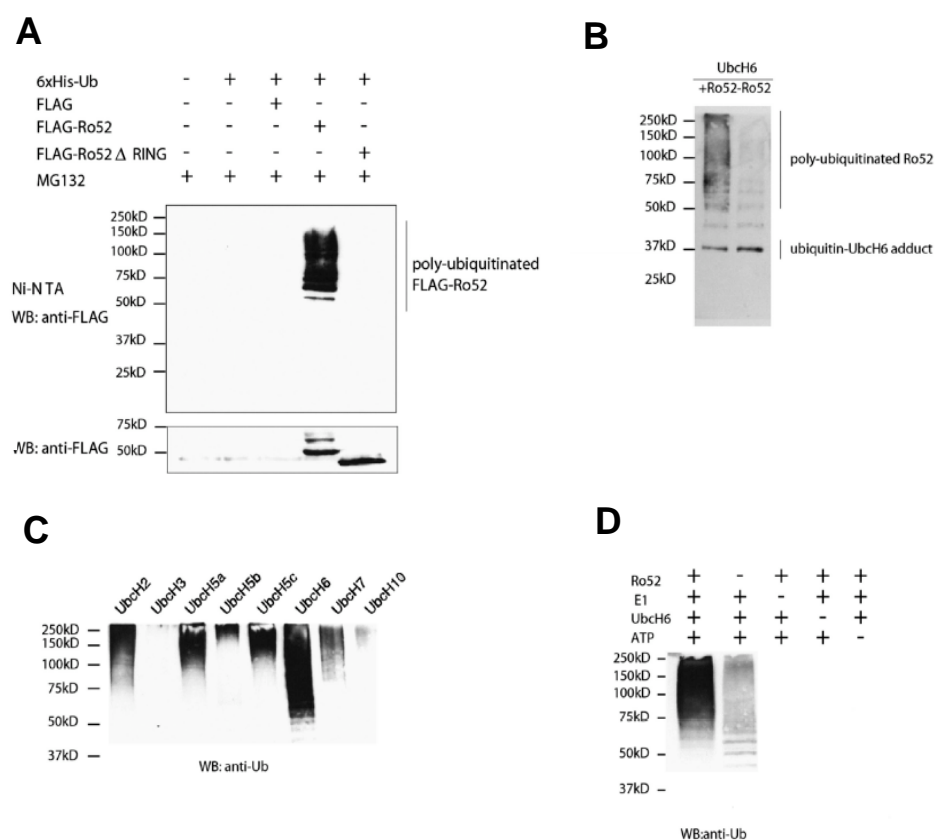 A
6xHis-Ub - + + + +
FLAG - - + - -
FLAG-Ro52 - - - + -
FLAG-Ro52 Δ RING - - - - +
MG132 + + + + +
250kD
150kD
100kD
75kD
50kD
37kD
25kD
Ni-NTA
WB: anti-FLAG
poly-ubiquitinated
FLAG-Ro52
75kD
50kD
WB: anti-FLAG
B
UbcH6
+Ro52-Ro52
250kD
150kD
100kD
75kD
50kD
37kD
25kD
poly-ubiquitinated Ro52
ubiquitin-UbcH6 adduct
C
UbcH2 UbcH3 UbcH5a UbcH5b UbcH5c UbcH6 UbcH7 UbcH10
250kD
150kD
100kD
75kD
50kD
37kD
WB: anti-Ub
D
Ro52 + - + + +
E1 + + - + +
UbcH6 + + + - +
ATP + + + + -
250kD
150kD
100kD
75kD
50kD
37kD
WB:anti-Ub